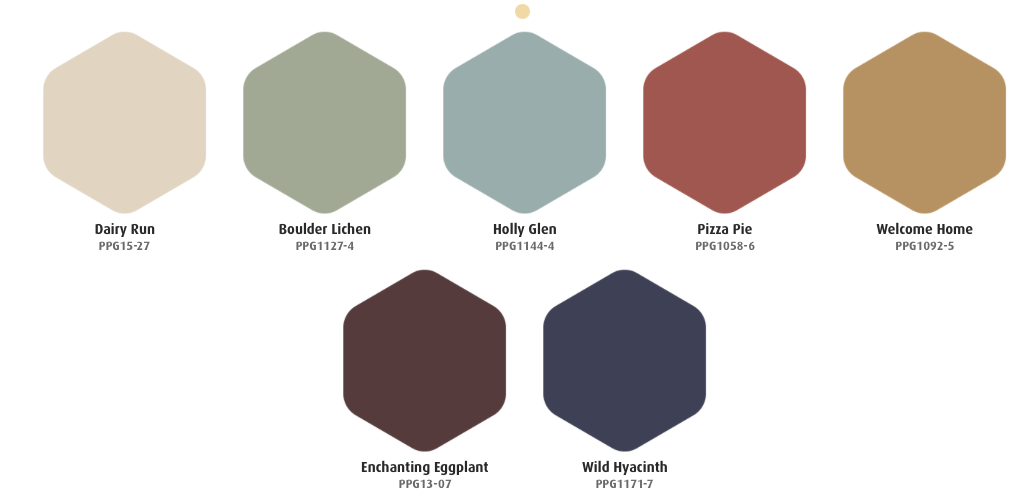 Dairy Run
PPG15-27
Boulder Lichen
PPG1127-4
Holly Glen
PPG1144-4
Pizza Pie
PPG1058-6
Welcome Home
PPG1092-5
Enchanting Eggplant
PPG13-07
Wild Hyacinth
PPG1171-7